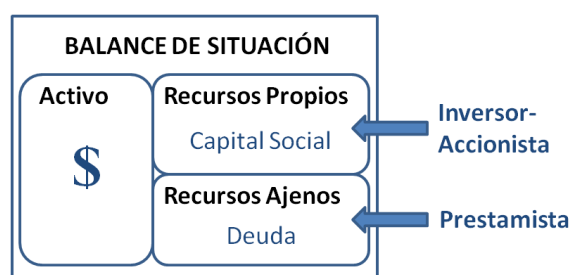 BALANCE DE SITUACIÓN
Activo
$
Recursos Propios
Capital Social
Recursos Ajenos
Deuda
Inversor-
Accionista
Prestamista